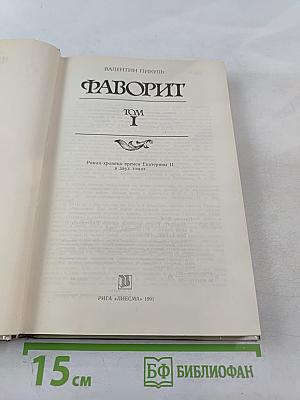 ВАЛЕНТИН ПИКУЛЬ
ФАВОРИТ
ТОМ
I
Роман-хроника времен Екатерины II
в двух томах
РИГА «ЛИЕСМА» 1991
15 см
БФ БИБЛИОФАН